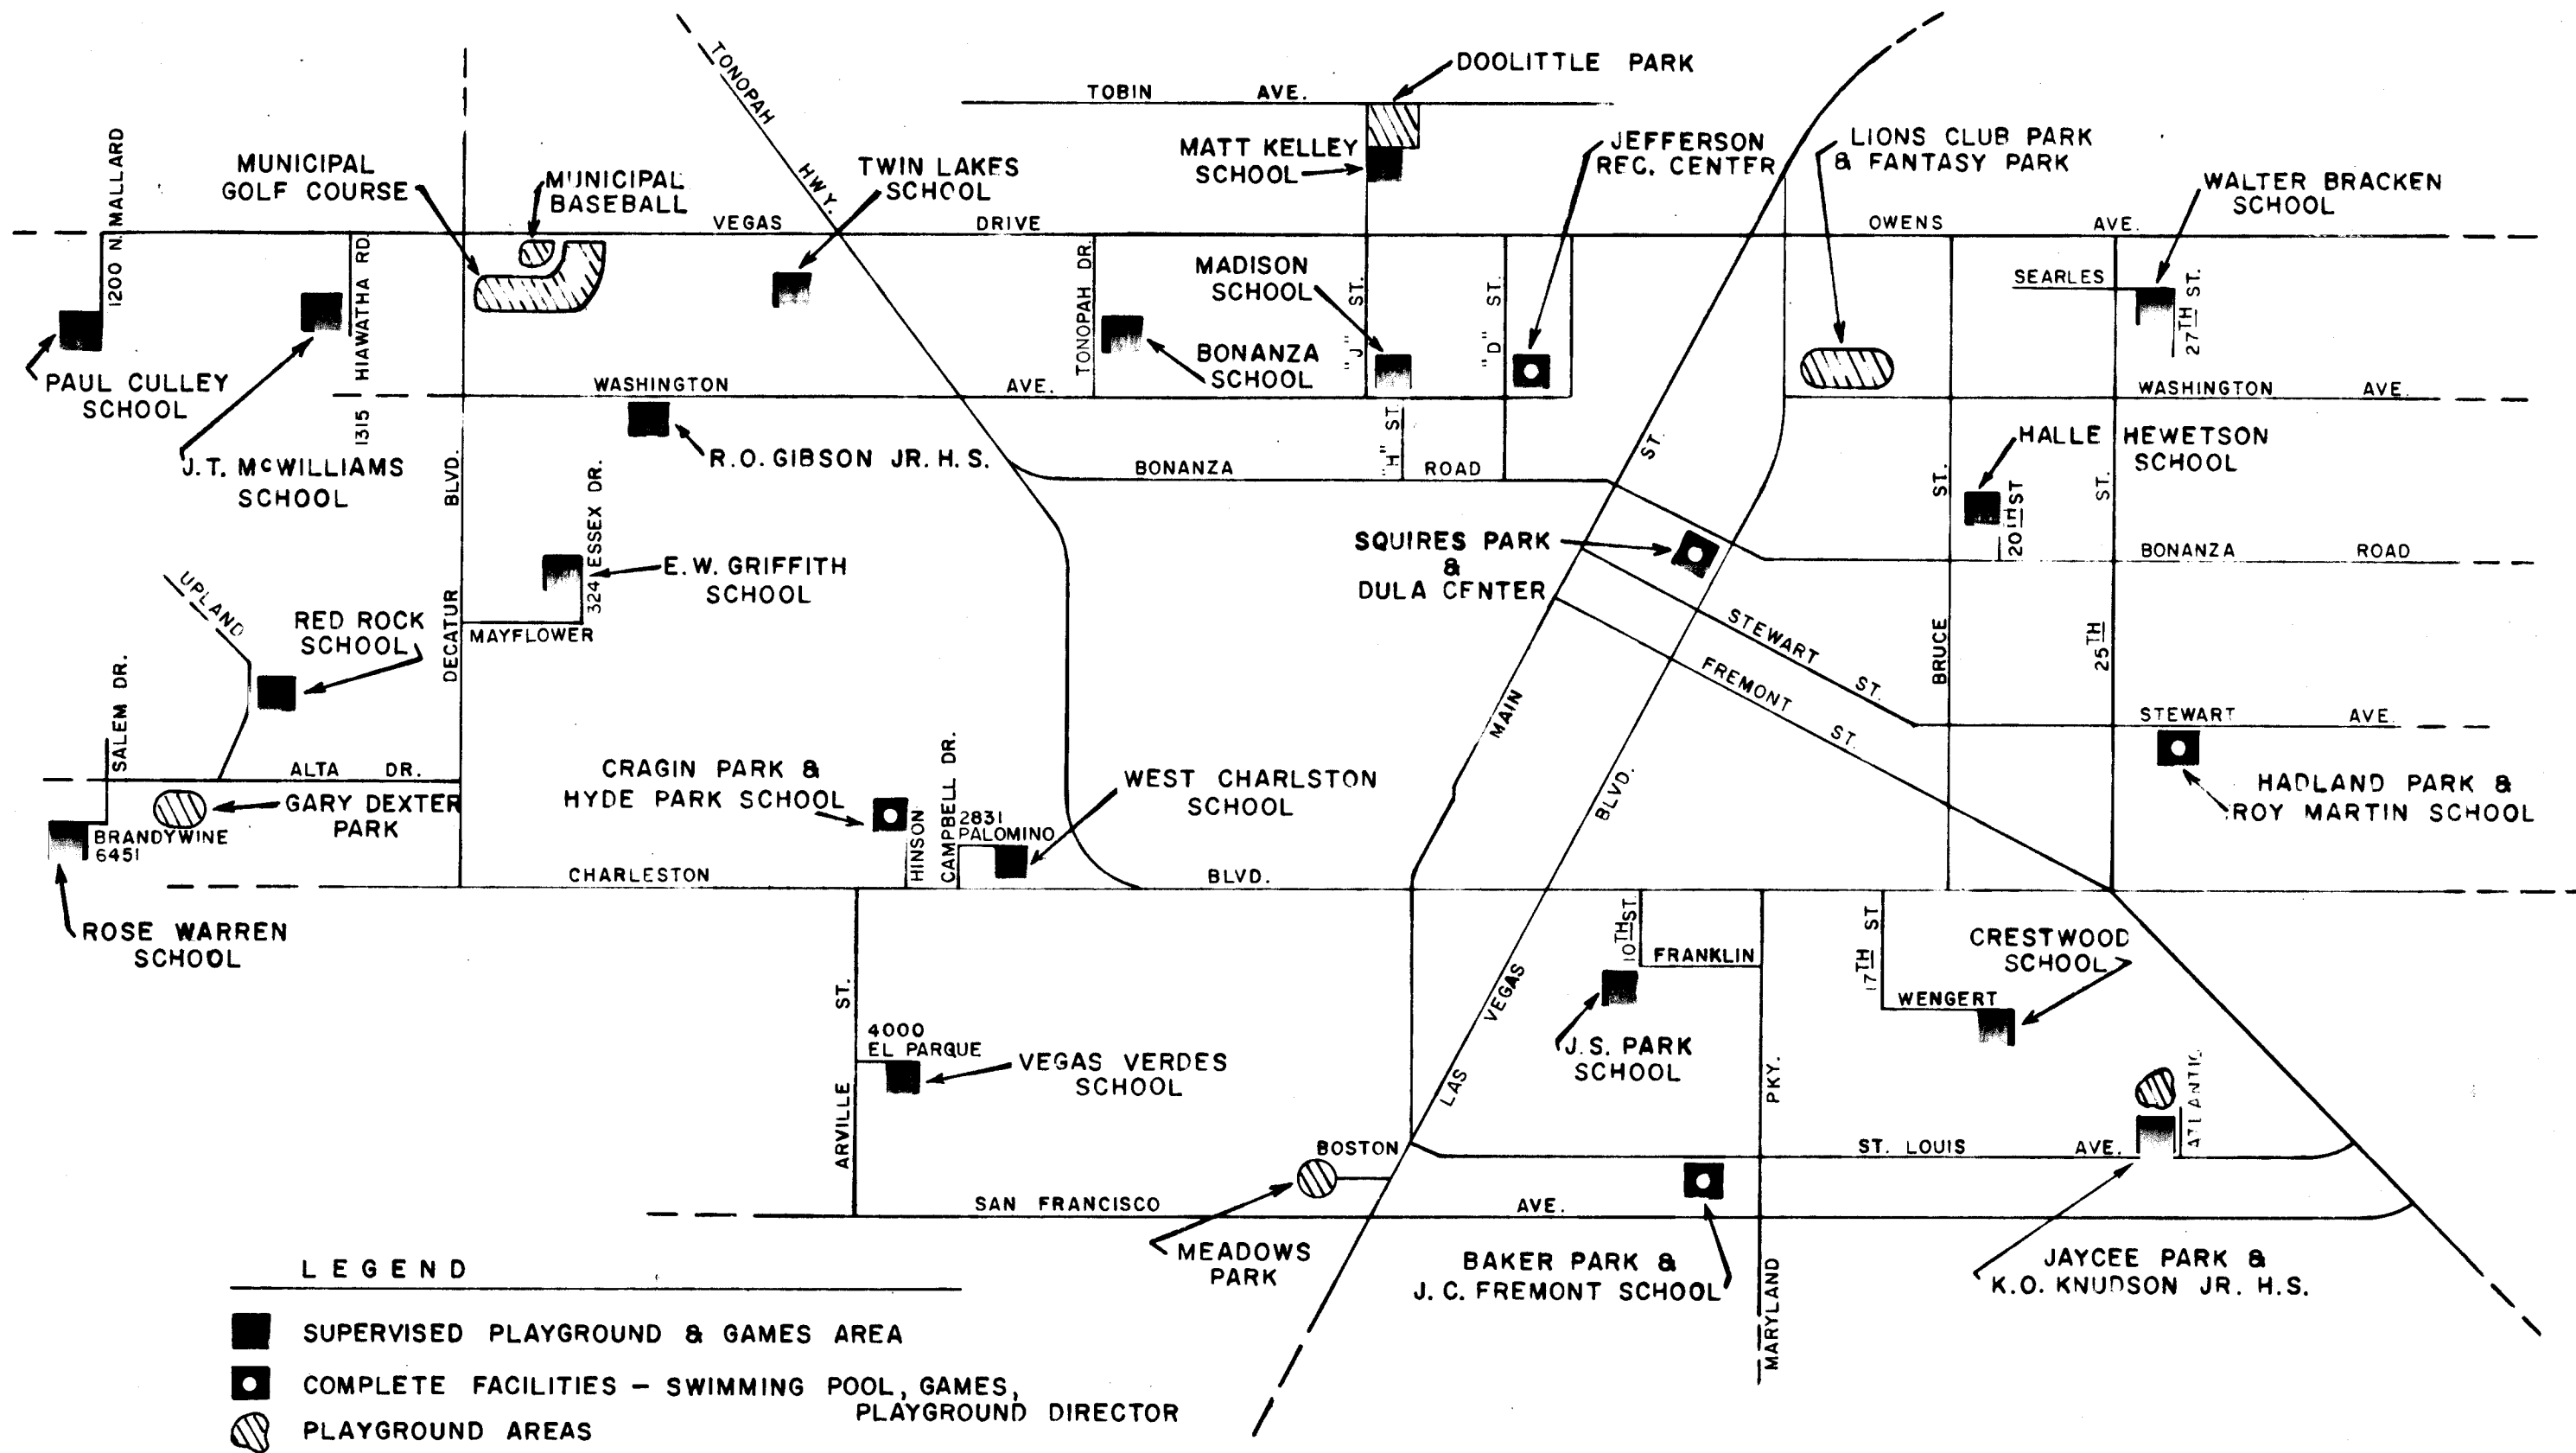 DOOLITTLE PARK
TONOPAH HWY.
TOBIN AVE.
MATT KELLEY
SCHOOL
JEFFERSON
REC. CENTER
LIONS CLUB PARK
& FANTASY PARK
WALTER BRACKEN
SCHOOL
1200 N. MALLARD
MUNICIPAL
GOLF COURSE
MUNICIPAL
BASEBALL
TWIN LAKES
SCHOOL
VEGAS DRIVE
OWENS AVE.
HIAWATHA RD.
1315
TONOPAH DR.
MADISON
SCHOOL
"J" ST.
"D" ST.
SEARLES
27TH ST.
PAUL CULLEY
SCHOOL
BONANZA
SCHOOL
WASHINGTON AVE.
WASHINGTON AVE.
J.T. McWILLIAMS
SCHOOL
R.O. GIBSON JR. H.S.
"H" ST.
BONANZA ROAD
HALLE HEWETSON
SCHOOL
20TH ST
324 ESSEX DR.
E.W. GRIFFITH
SCHOOL
MAYFLOWER
SQUIRES PARK
&
DULA CENTER
BONANZA ROAD
UPLAND
RED ROCK
SCHOOL
DECATUR BLVD.
STEWART ST.
FREMONT ST.
MAIN ST.
BRUCE ST.
25TH ST.
STEWART AVE.
SALEM DR.
ALTA DR.
GARY DEXTER
PARK
BRANDYWINE
6451
CRAGIN PARK &
HYDE PARK SCHOOL
HINSON
CAMPBELL DR.
2831
PALOMINO
WEST CHARLSTON
SCHOOL
HADLAND PARK &
ROY MARTIN SCHOOL
CHARLESTON BLVD.
ROSE WARREN
SCHOOL
LAS VEGAS BLVD.
10TH ST.
FRANKLIN
17TH ST
WENGERT
CRESTWOOD
SCHOOL
ARVILLE ST.
4000
EL PARQUE
VEGAS VERDES
SCHOOL
J.S. PARK
SCHOOL
MARYLAND PKY.
ATLANTIC
BOSTON
ST. LOUIS AVE.
SAN FRANCISCO AVE.
MEADOWS
PARK
BAKER PARK &
J.C. FREMONT SCHOOL
JAYCEE PARK &
K.O. KNUDSON JR. H.S.
LEGEND
SUPERVISED PLAYGROUND & GAMES AREA
COMPLETE FACILITIES – SWIMMING POOL, GAMES,
PLAYGROUND DIRECTOR
PLAYGROUND AREAS